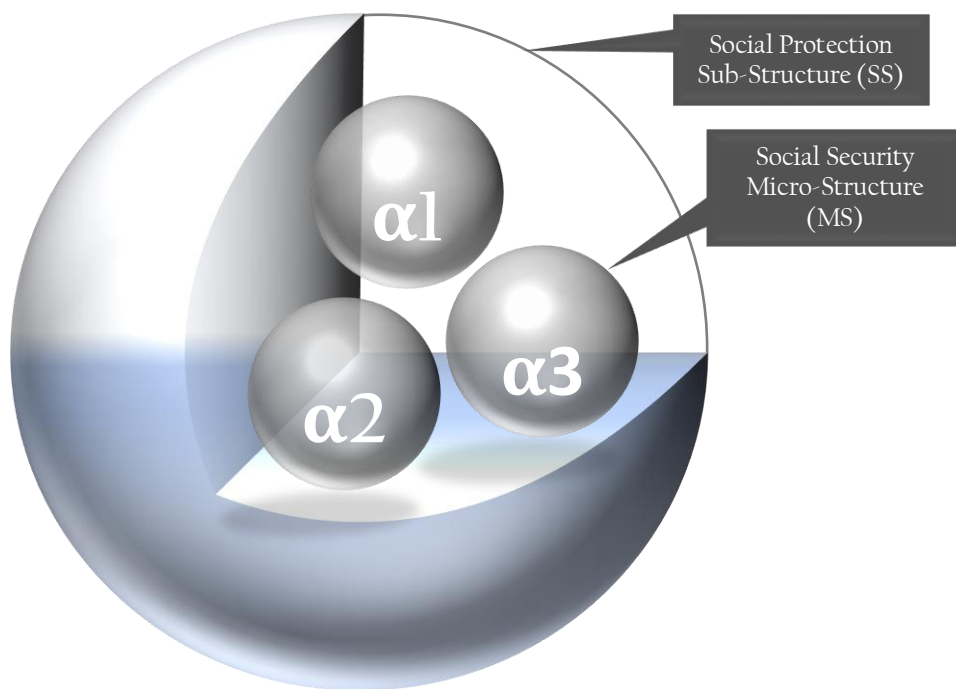 Social Protection
Sub-Structure (SS)
Social Security
Micro-Structure
(MS)
α1
α3
α2